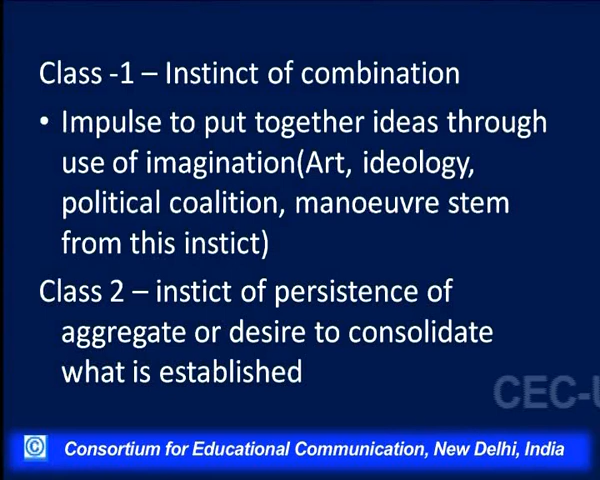 Class -1 – Instinct of combination
• Impulse to put together ideas through
use of imagination(Art, ideology,
political coalition, manoeuvre stem
from this instict)
Class 2 – instict of persistence of
aggregate or desire to consolidate
what is established
CEC-U
© Consortium for Educational Communication, New Delhi, India